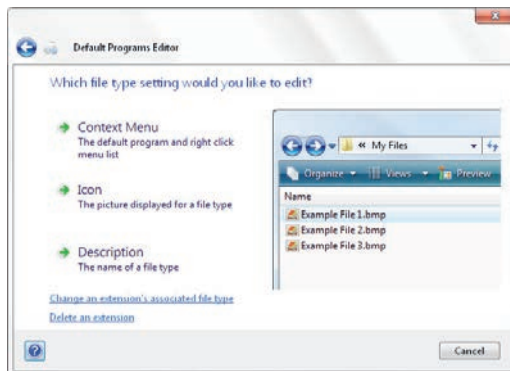 Default Programs Editor
Which file type setting would you like to edit?
Context Menu
The default program and right click
menu list
Icon
The picture displayed for a file type
Description
The name of a file type
Change an extension's associated file type
Delete an extension
« My Files
Organize
Views
Preview
Name
Example File 1.bmp
Example File 2.bmp
Example File 3.bmp
Cancel